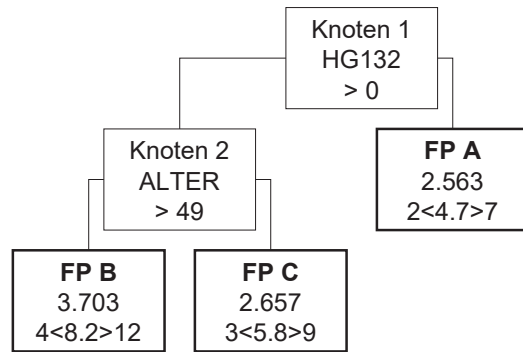 Knoten 1
HG132
> 0
Knoten 2
ALTER
> 49
FP A
2.563
2<4.7>7
FP B
3.703
4<8.2>12
FP C
2.657
3<5.8>9